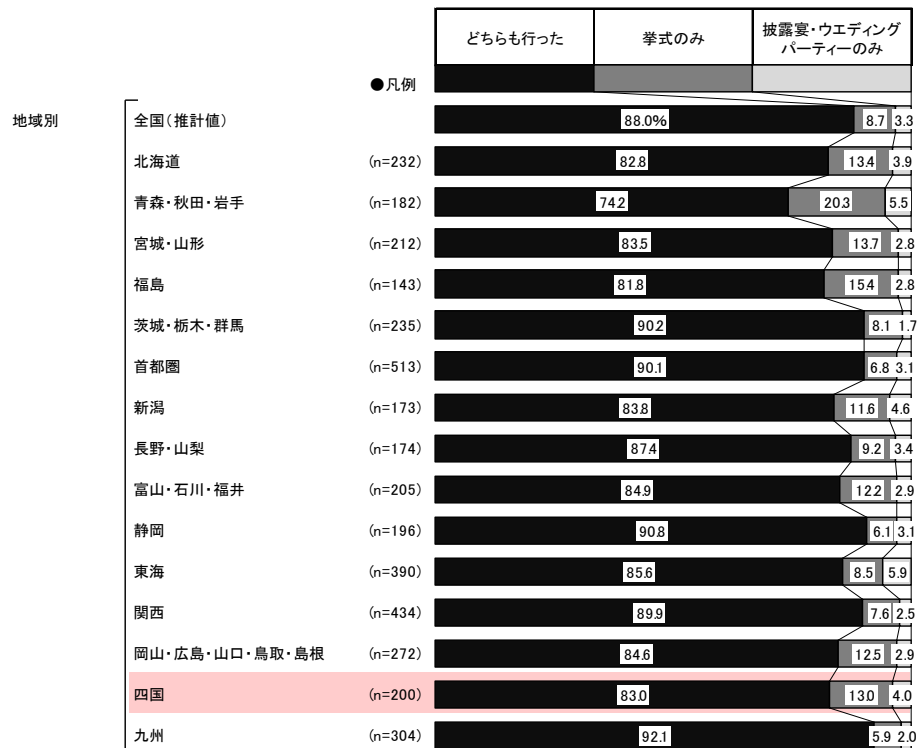 どちらも行った 挙式のみ 披露宴・ウエディング
パーティーのみ
●凡例
地域別 全国(推計値) 88.0% 8.7 3.3
北海道 (n=232) 82.8 13.4 3.9
青森・秋田・岩手 (n=182) 74.2 20.3 5.5
宮城・山形 (n=212) 83.5 13.7 2.8
福島 (n=143) 81.8 15.4 2.8
茨城・栃木・群馬 (n=235) 90.2 8.1 1.7
首都圏 (n=513) 90.1 6.8 3.1
新潟 (n=173) 83.8 11.6 4.6
長野・山梨 (n=174) 87.4 9.2 3.4
富山・石川・福井 (n=205) 84.9 12.2 2.9
静岡 (n=196) 90.8 6.1 3.1
東海 (n=390) 85.6 8.5 5.9
関西 (n=434) 89.9 7.6 2.5
岡山・広島・山口・鳥取・島根 (n=272) 84.6 12.5 2.9
四国 (n=200) 83.0 13.0 4.0
九州 (n=304) 92.1 5.9 2.0